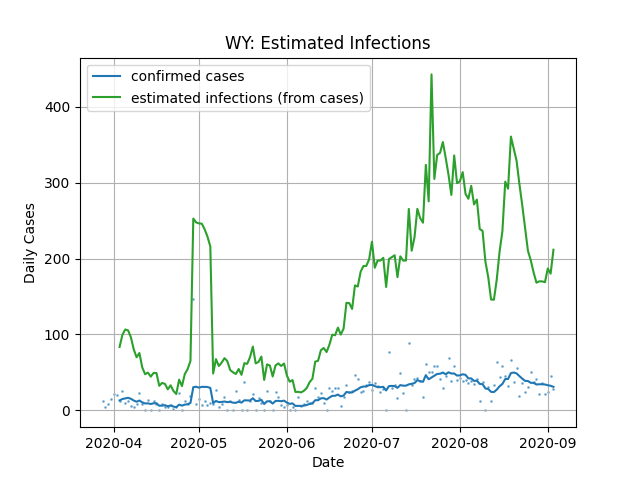 WY: Estimated Infections
confirmed cases
estimated infections (from cases)
Daily Cases
400
300
200
100
0
2020-04
2020-05
2020-06
2020-07
2020-08
2020-09
Date